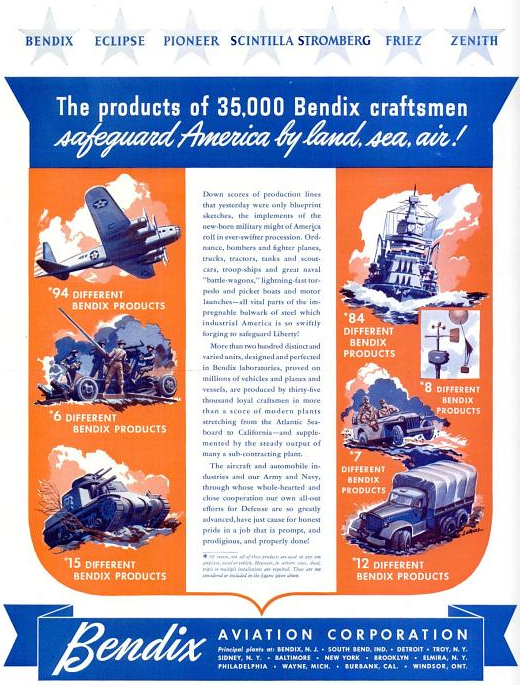 BENDIX ECLIPSE PIONEER SCINTILLA STROMBERG FRIEZ ZENITH
The products of 35,000 Bendix craftsmen
safeguard America by land, sea, air!
Down scores of production lines
that yesterday were only blueprint
sketches, the implements of the
new-born military might of America
roll in ever-swifter procession. Ord-
nance, bombers and fighter planes,
trucks, tractors, tanks and scout-
cars, troop-ships and great naval
"battle-wagons," lightning-fast tor-
pedo and picket boats and motor
launches—all vital parts of the im-
pregnable bulwark of steel which
industrial America is so swiftly
forging to safeguard Liberty!
More than two hundred distinct and
varied units, designed and perfected
in Bendix laboratories, proved on
millions of vehicles and planes and
vessels, are produced by thirty-five
thousand loyal craftsmen in more
than a score of modern plants
stretching from the Atlantic Sea-
board to California—and supple-
mented by the steady output of
many a sub-contracting plant.
The aircraft and automobile in-
dustries and our Army and Navy,
through whose whole-hearted and
close cooperation our own all-out
efforts for Defense are so greatly
advanced, have just cause for honest
pride in a job that is prompt, and
prodigious, and properly done!
* Of course, not all of these products are used in any one
airplane, vessel or vehicle. However, in certain cases, dual,
triple or multiple installations are required. These are not
considered or included in the figures given above.
*94 DIFFERENT
BENDIX PRODUCTS
*6 DIFFERENT
BENDIX PRODUCTS
*15 DIFFERENT
BENDIX PRODUCTS
*84
DIFFERENT
BENDIX
PRODUCTS
*8 DIFFERENT
BENDIX
PRODUCTS
*7
DIFFERENT
BENDIX
PRODUCTS
*12 DIFFERENT
BENDIX PRODUCTS
Bendix AVIATION CORPORATION
Principal plants at: BENDIX, N. J. • SOUTH BEND, IND. • DETROIT • TROY, N. Y.
SIDNEY, N. Y. • BALTIMORE • NEW YORK • BROOKLYN • ELMIRA, N. Y.
PHILADELPHIA • WAYNE, MICH. • BURBANK, CAL. • WINDSOR, ONT.